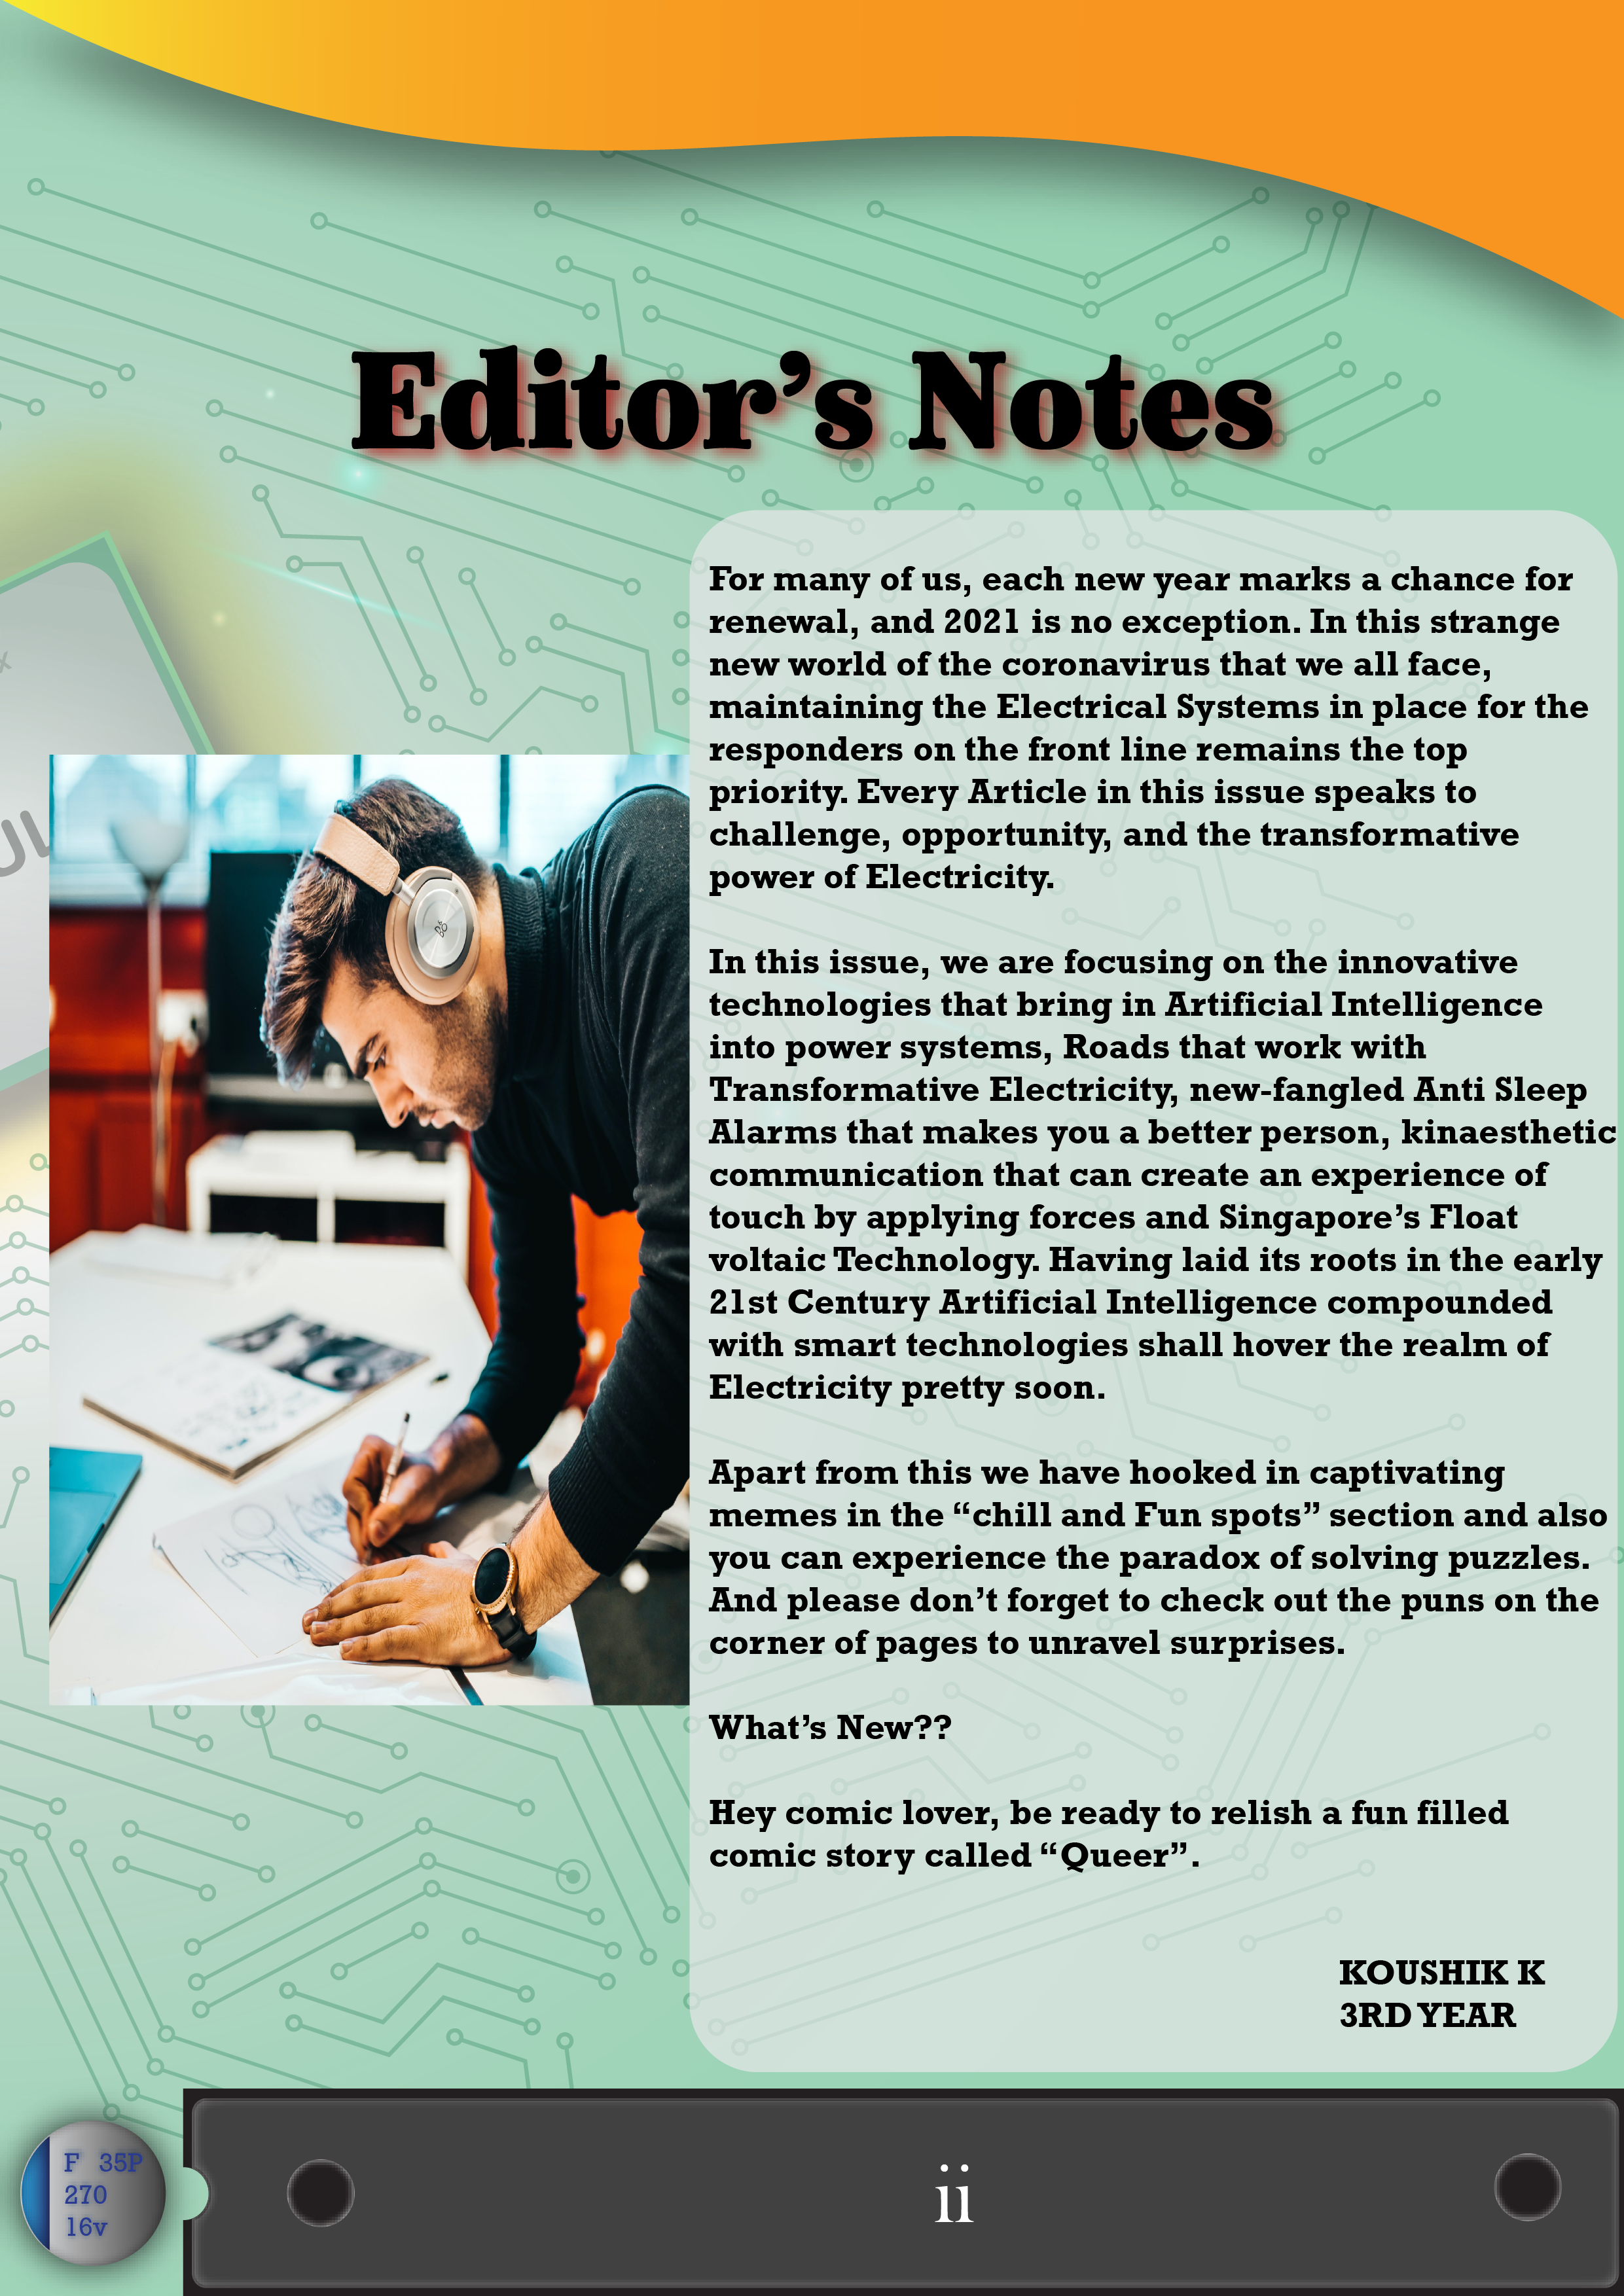 Editor’s Notes
For many of us, each new year marks a chance for
renewal, and 2021 is no exception. In this strange
new world of the coronavirus that we all face,
maintaining the Electrical Systems in place for the
responders on the front line remains the top
priority. Every Article in this issue speaks to
challenge, opportunity, and the transformative
power of Electricity.
In this issue, we are focusing on the innovative
technologies that bring in Artificial Intelligence
into power systems, Roads that work with
Transformative Electricity, new-fangled Anti Sleep
Alarms that makes you a better person, kinaesthetic
communication that can create an experience of
touch by applying forces and Singapore’s Float
voltaic Technology. Having laid its roots in the early
21st Century Artificial Intelligence compounded
with smart technologies shall hover the realm of
Electricity pretty soon.
Apart from this we have hooked in captivating
memes in the “chill and Fun spots” section and also
you can experience the paradox of solving puzzles.
And please don’t forget to check out the puns on the
corner of pages to unravel surprises.
What’s New??
Hey comic lover, be ready to relish a fun filled
comic story called “Queer”.
KOUSHIK K
3RD YEAR
F 35P
270
16v
ii